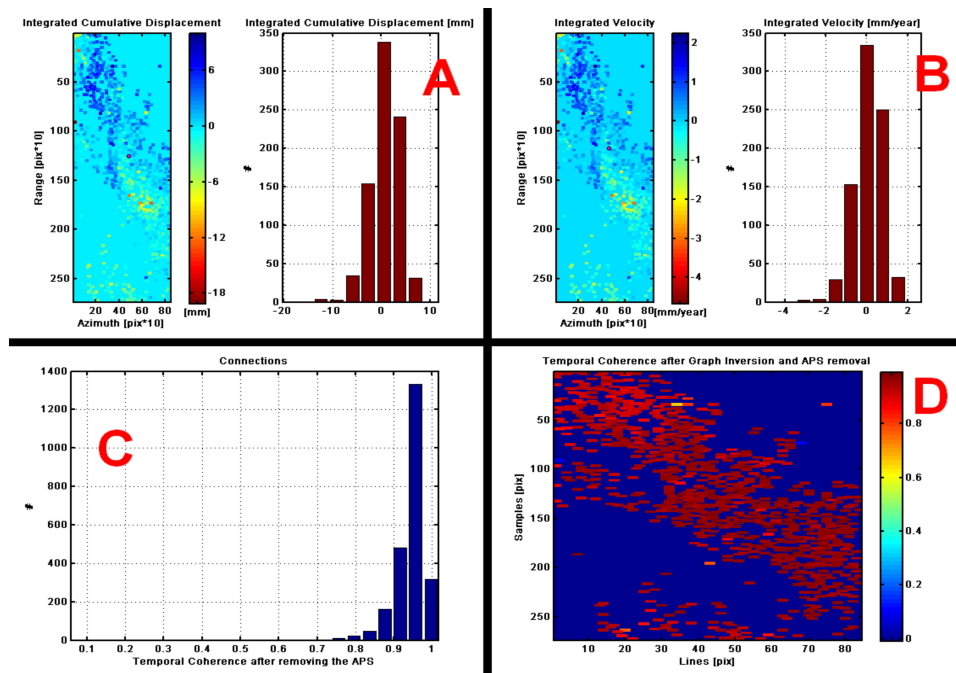 Integrated Cumulative Displacement
Integrated Cumulative Displacement [mm]
A
Range [pix*10]
50
100
150
200
250
20 40 60 80
Azimuth [pix*10]
6
0
-6
-12
-18
[mm]
#
350
300
250
200
150
100
50
0
-20 -10 0 10
Integrated Velocity
Integrated Velocity [mm/year]
B
Range [pix*10]
50
100
150
200
250
20 40 60 80
Azimuth [pix*10]
2
1
0
-1
-2
-3
-4
[mm/year]
#
350
300
250
200
150
100
50
0
-4 -2 0 2
Connections
C
#
1400
1200
1000
800
600
400
200
0
0.1 0.2 0.3 0.4 0.5 0.6 0.7 0.8 0.9 1
Temporal Coherence after removing the APS
Temporal Coherence after Graph Inversion and APS removal
D
Samples [pix]
50
100
150
200
250
10 20 30 40 50 60 70 80
Lines [pix]
0.8
0.6
0.4
0.2
0